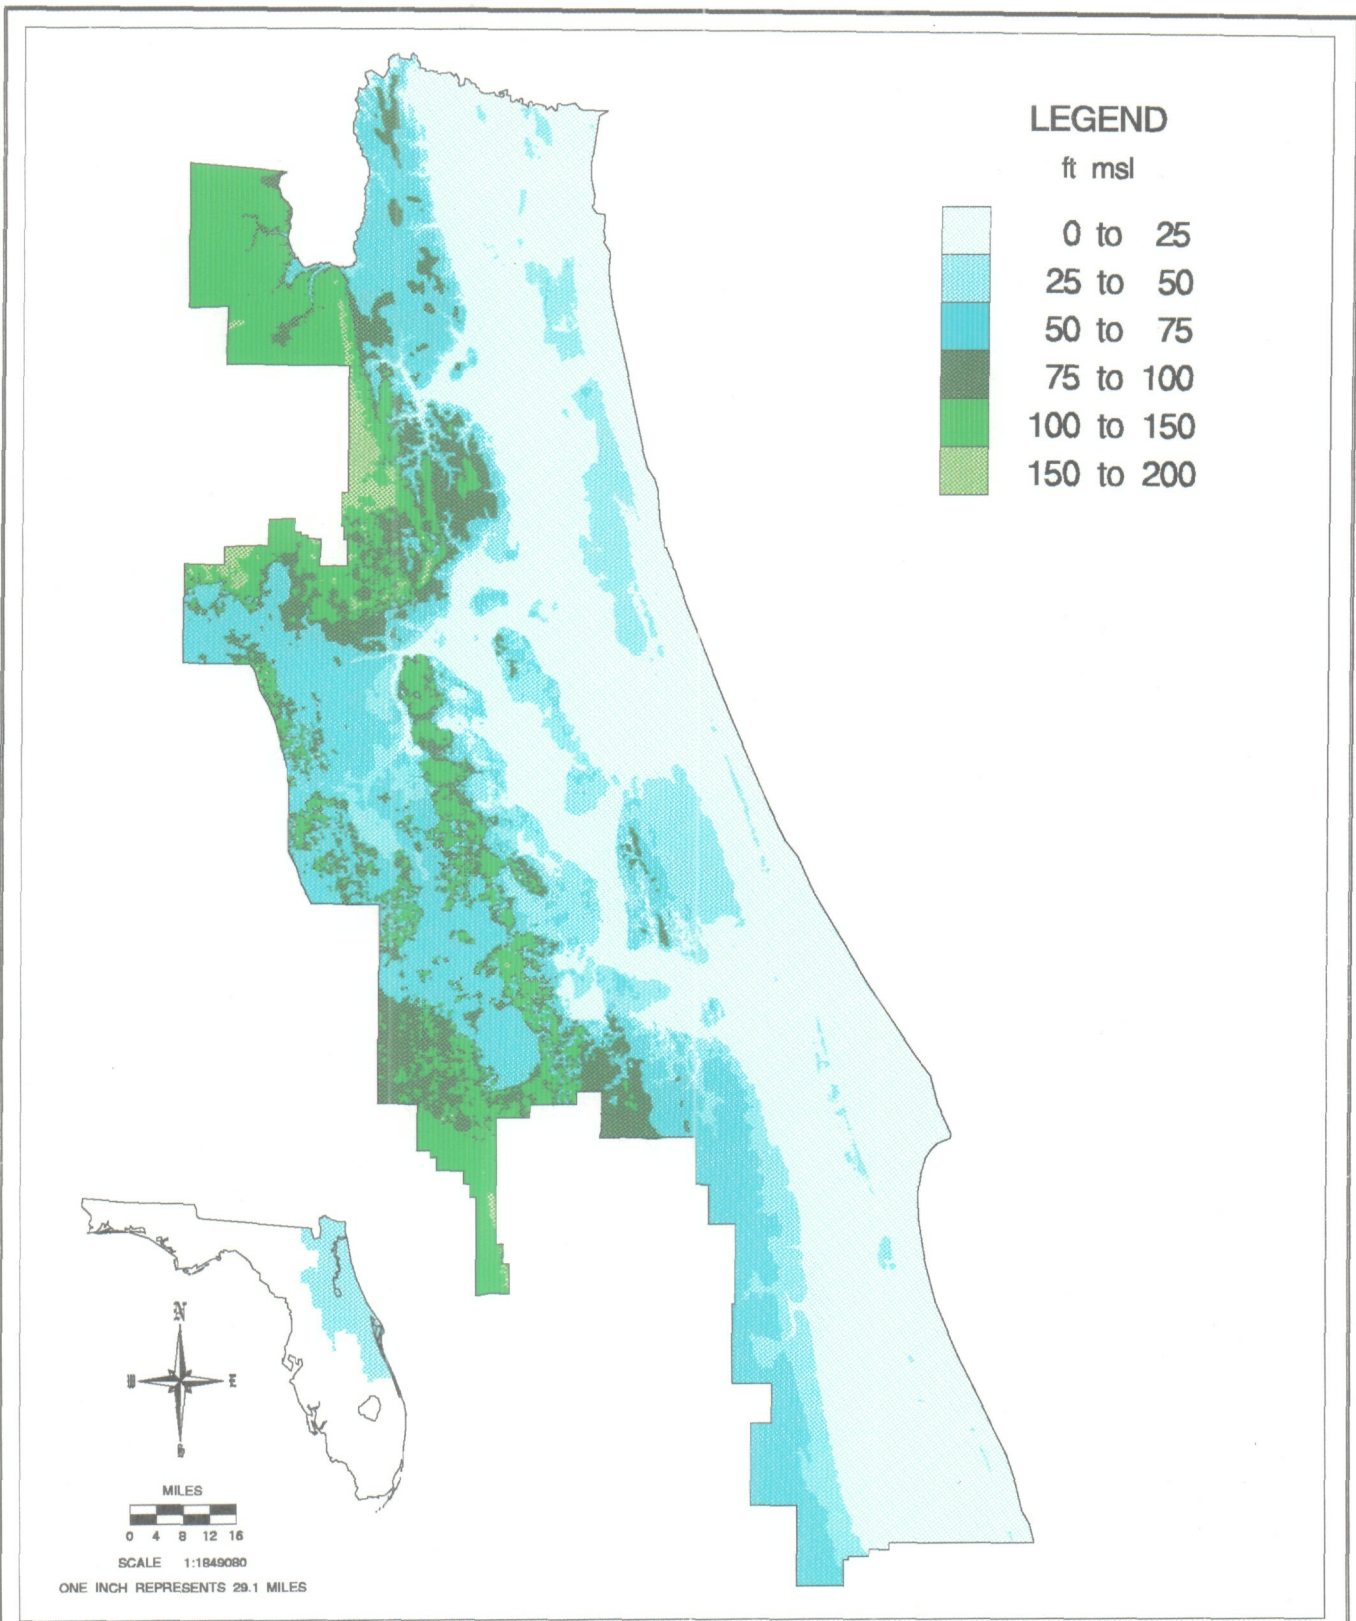 LEGEND
ft msl
0 to 25
25 to 50
50 to 75
75 to 100
100 to 150
150 to 200
N
W E
S
MILES
0 4 8 12 16
SCALE 1:1849080
ONE INCH REPRESENTS 29.1 MILES